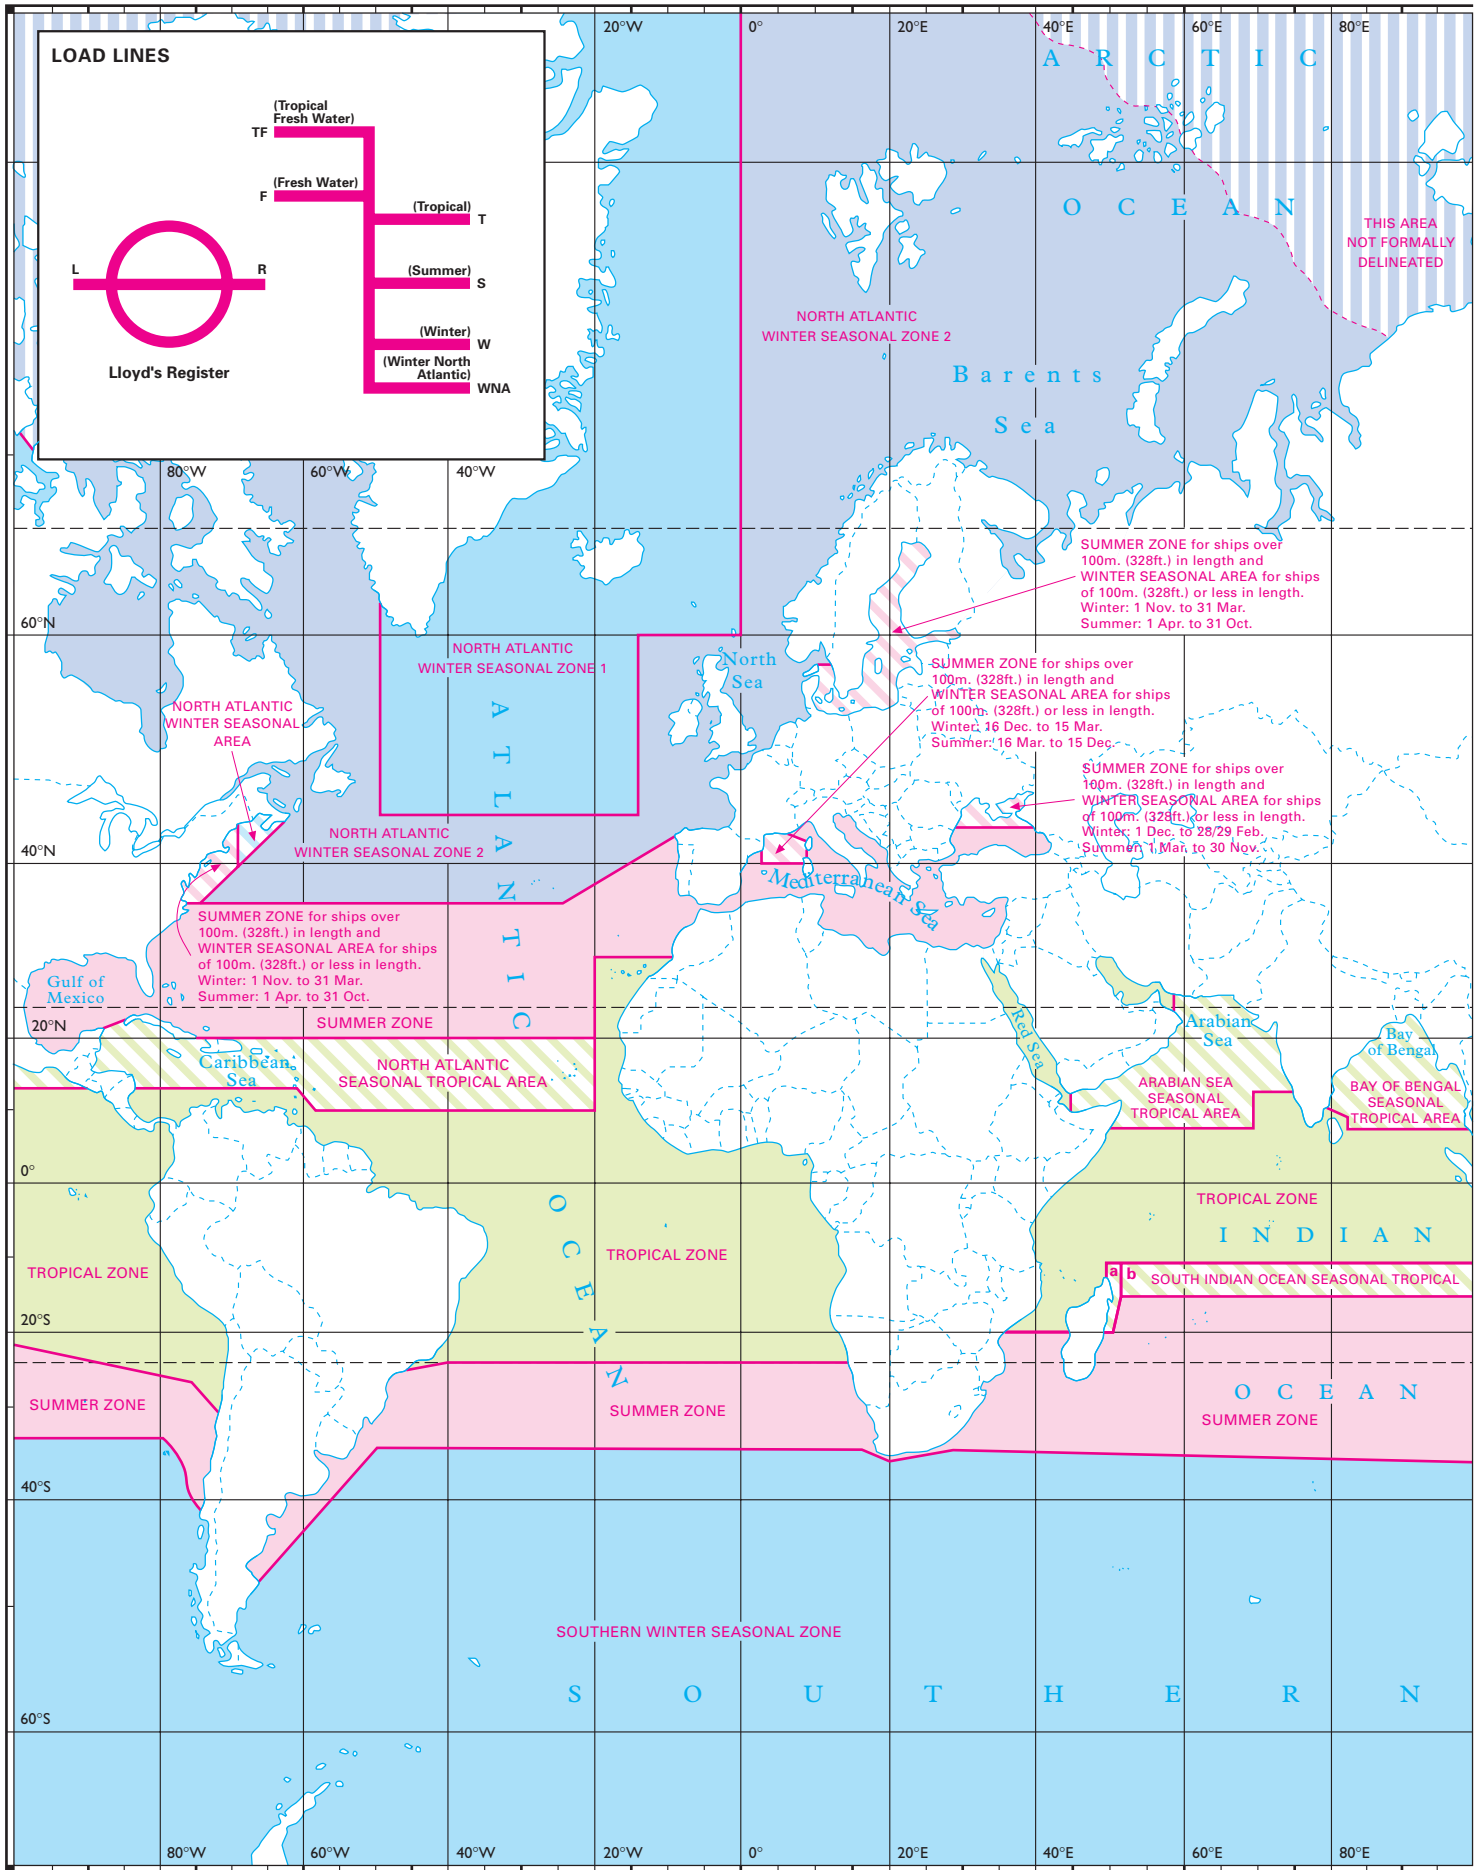 20°W
0°
20°E
40°E
60°E
80°E
LOAD LINES
(Tropical
Fresh Water)
TF
(Fresh Water)
F
(Tropical)
T
L
R
(Summer)
S
(Winter)
W
(Winter North
Atlantic)
WNA
Lloyd's Register
80°W
60°W
40°W
ARCTIC
OCEAN
THIS AREA
NOT FORMALLY
DELINEATED
NORTH ATLANTIC
WINTER SEASONAL ZONE 2
Barents
Sea
SUMMER ZONE for ships over
100m. (328ft.) in length and
WINTER SEASONAL AREA for ships
of 100m. (328ft.) or less in length.
Winter: 1 Nov. to 31 Mar.
Summer: 1 Apr. to 31 Oct.
60°N
NORTH ATLANTIC
WINTER SEASONAL ZONE 1
North
Sea
SUMMER ZONE for ships over
100m. (328ft.) in length and
WINTER SEASONAL AREA for ships
of 100m. (328ft.) or less in length.
Winter: 16 Dec. to 15 Mar.
Summer: 16 Mar. to 15 Dec.
NORTH ATLANTIC
WINTER SEASONAL
AREA
ATLANTIC
SUMMER ZONE for ships over
100m. (328ft.) in length and
WINTER SEASONAL AREA for ships
of 100m. (328ft.) or less in length.
Winter: 1 Dec. to 28/29 Feb.
Summer: 1 Mar. to 30 Nov.
NORTH ATLANTIC
WINTER SEASONAL ZONE 2
40°N
Mediterranean Sea
SUMMER ZONE for ships over
100m. (328ft.) in length and
WINTER SEASONAL AREA for ships
of 100m. (328ft.) or less in length.
Winter: 1 Nov. to 31 Mar.
Summer: 1 Apr. to 31 Oct.
Gulf of
Mexico
20°N
SUMMER ZONE
Caribbean
Sea
NORTH ATLANTIC
SEASONAL TROPICAL AREA
Red Sea
Arabian
Sea
Bay
of Bengal
ARABIAN SEA
SEASONAL
TROPICAL AREA
BAY OF BENGAL
SEASONAL
TROPICAL AREA
0°
OCEAN
TROPICAL ZONE
INDIAN
TROPICAL ZONE
TROPICAL ZONE
a
b
SOUTH INDIAN OCEAN SEASONAL TROPICAL
20°S
OCEAN
SUMMER ZONE
SUMMER ZONE
SUMMER ZONE
40°S
SOUTHERN WINTER SEASONAL ZONE
SOUTHERN
60°S
80°W
60°W
40°W
20°W
0°
20°E
40°E
60°E
80°E